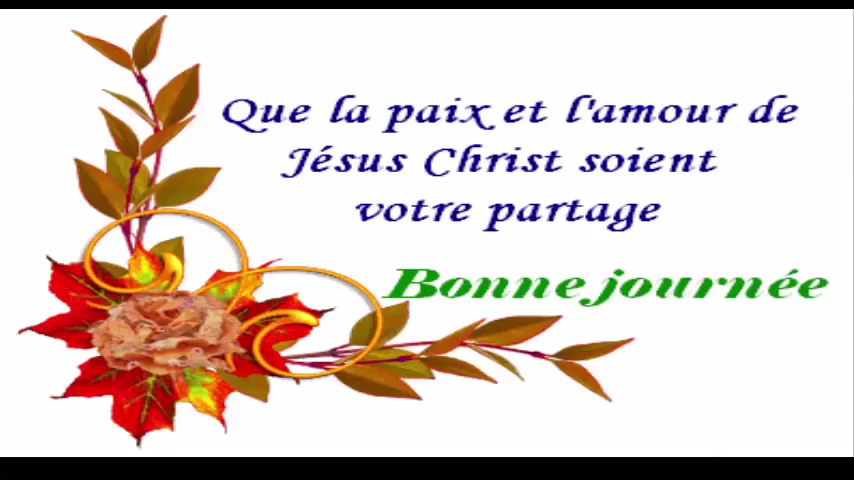 Que la paix et l'amour de
Jésus Christ soient
votre partage
Bonne journée